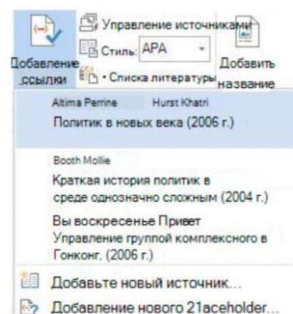 Управление источниками
Стиль: APA
Добавление ссылки
Списка литературы
Добавить название
Altima Perrine Hurst Khatri
Политик в новых века (2006 г.)
Booth Mollie
Краткая история политик в
среде однозначно сложным (2004 г.)
Вы воскресенье Привет
Управление группой комплексного в
Гонконг, (2006 г.)
Добавьте новый источник...
Добавление нового 21aceholder...